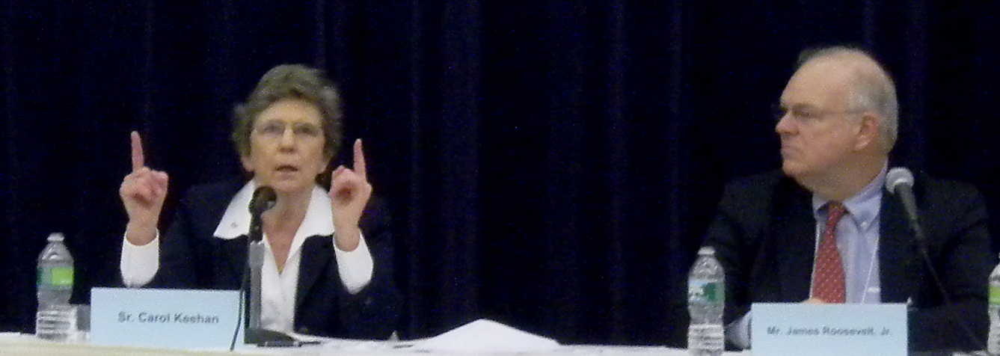 Sr. Carol Keehan
Mr. James Roosevelt, Jr.